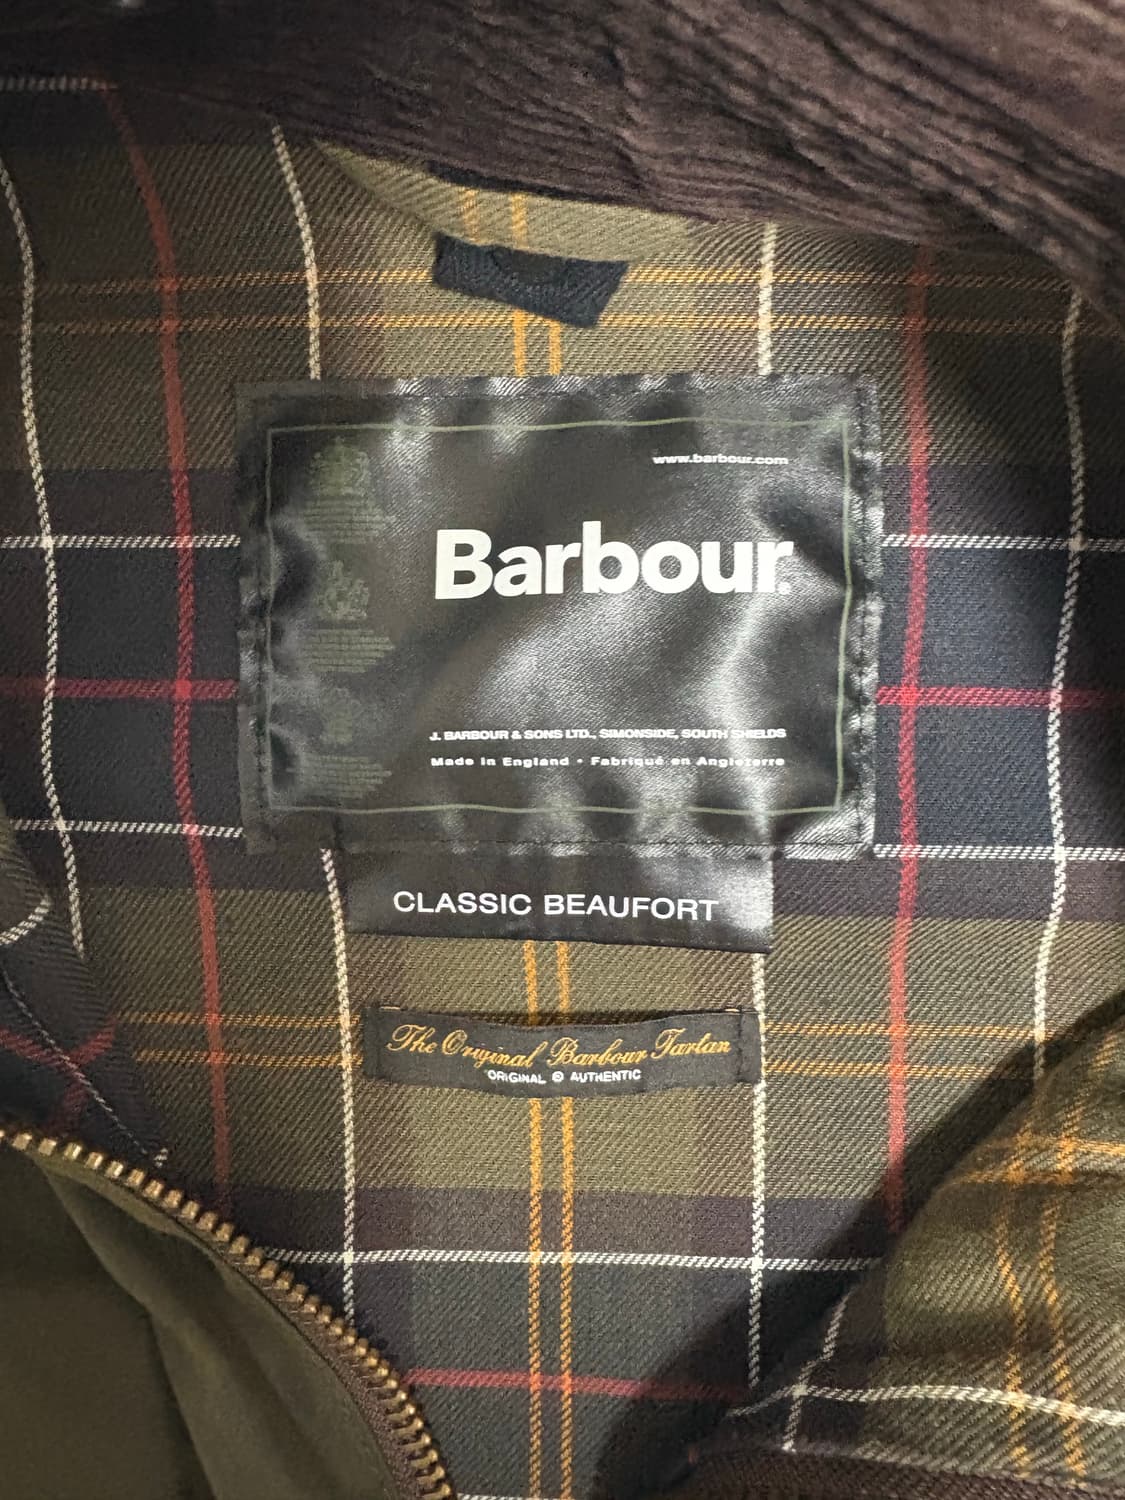 www.barbour.com
Barbour.
J. BARBOUR & SONS LTD., SIMONSIDE, SOUTH SHIELDS
Made in England • Fabriqué en Angleterre
CLASSIC BEAUFORT
The Original Barbour Tartan
ORIGINAL © AUTHENTIC